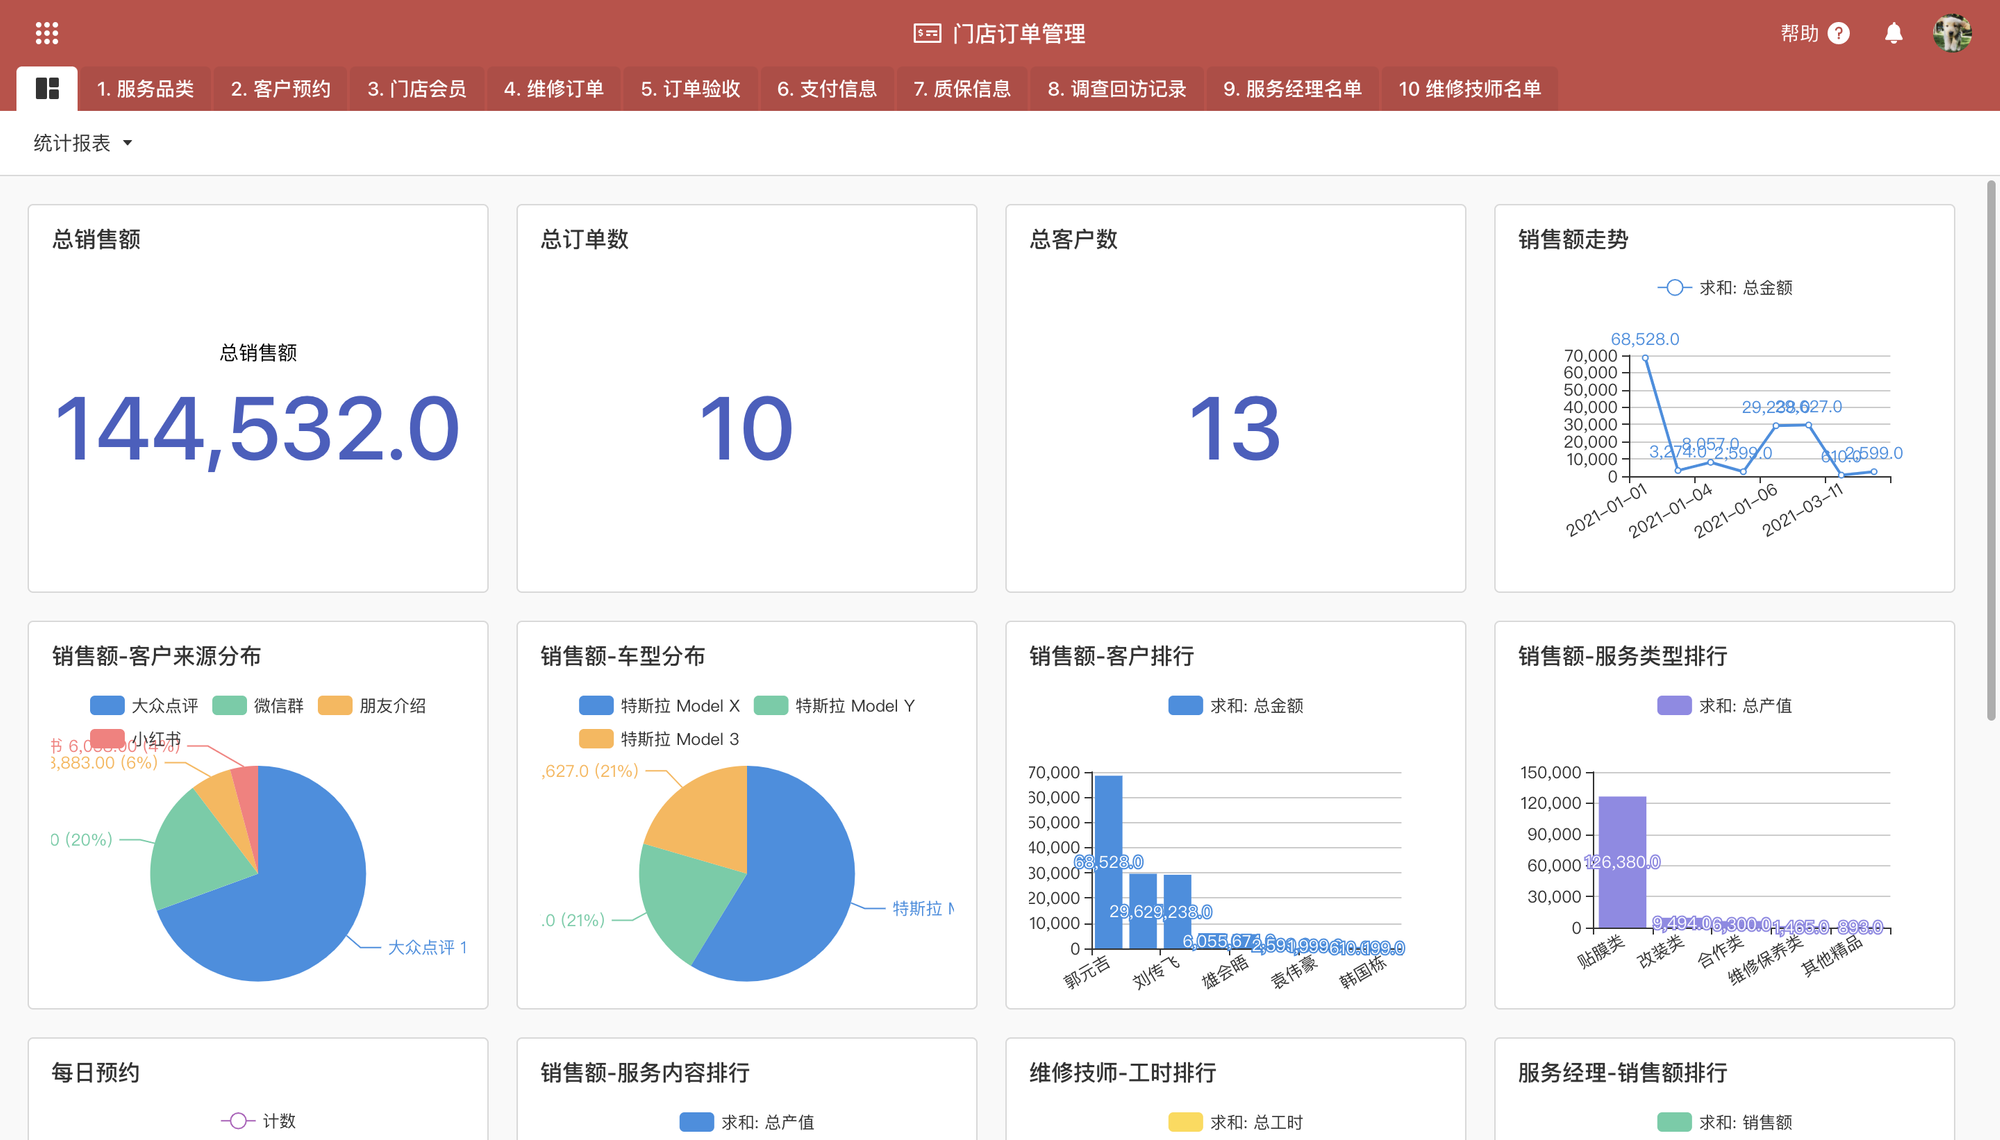 门店订单管理
帮助
1. 服务品类
2. 客户预约
3. 门店会员
4. 维修订单
5. 订单验收
6. 支付信息
7. 质保信息
8. 调查回访记录
9. 服务经理名单
10 维修技师名单
统计报表
总销售额
总销售额
144,532.0
总订单数
10
总客户数
13
销售额走势
求和: 总金额
68,528.0
3,274.0
8,057.0
2,599.0
29,238.0
29,627.0
610.0
2,599.0
70,000
60,000
50,000
40,000
30,000
20,000
10,000
0
2021-01-01
2021-01-04
2021-01-06
2021-03-11
销售额-客户来源分布
大众点评
微信群
朋友介绍
小红书
(4%)
,883.00 (6%)
0 (20%)
大众点评 1
销售额-车型分布
特斯拉 Model X
特斯拉 Model Y
特斯拉 Model 3
,627.0 (21%)
.0 (21%)
特斯拉
销售额-客户排行
求和: 总金额
70,000
60,000
50,000
40,000
30,000
20,000
10,000
0
68,528.0
29,238.0
郭元吉
刘传飞
雄会晤
袁伟豪
韩国栋
销售额-服务类型排行
求和: 总产值
150,000
120,000
90,000
60,000
30,000
0
126,380.0
9,494.0
6,300.0
1,465.0
893.0
贴膜类
改装类
合作类
维修保养类
其他精品
每日预约
计数
销售额-服务内容排行
求和: 总产值
维修技师-工时排行
求和: 总工时
服务经理-销售额排行
求和: 销售额